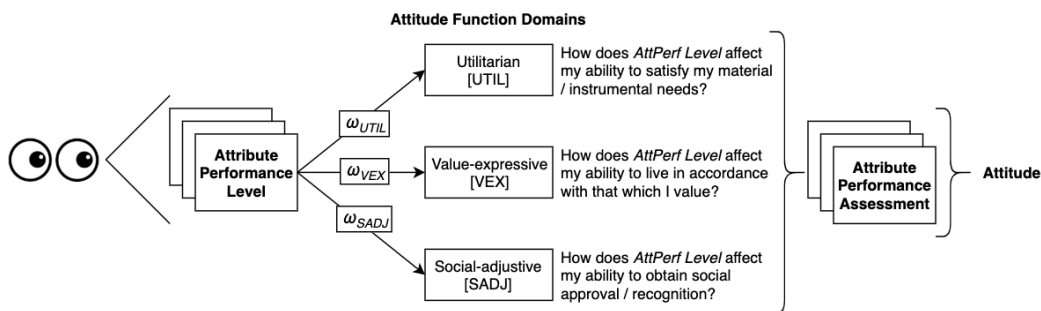 Attitude Function Domains
Attribute
Performance
Level
ω_UTIL
ω_VEX
ω_SADJ
Utilitarian
[UTIL]
How does AttPerf Level affect
my ability to satisfy my material
/ instrumental needs?
Value-expressive
[VEX]
How does AttPerf Level affect
my ability to live in accordance
with that which I value?
Social-adjustive
[SADJ]
How does AttPerf Level affect
my ability to obtain social
approval / recognition?
Attribute
Performance
Assessment
Attitude